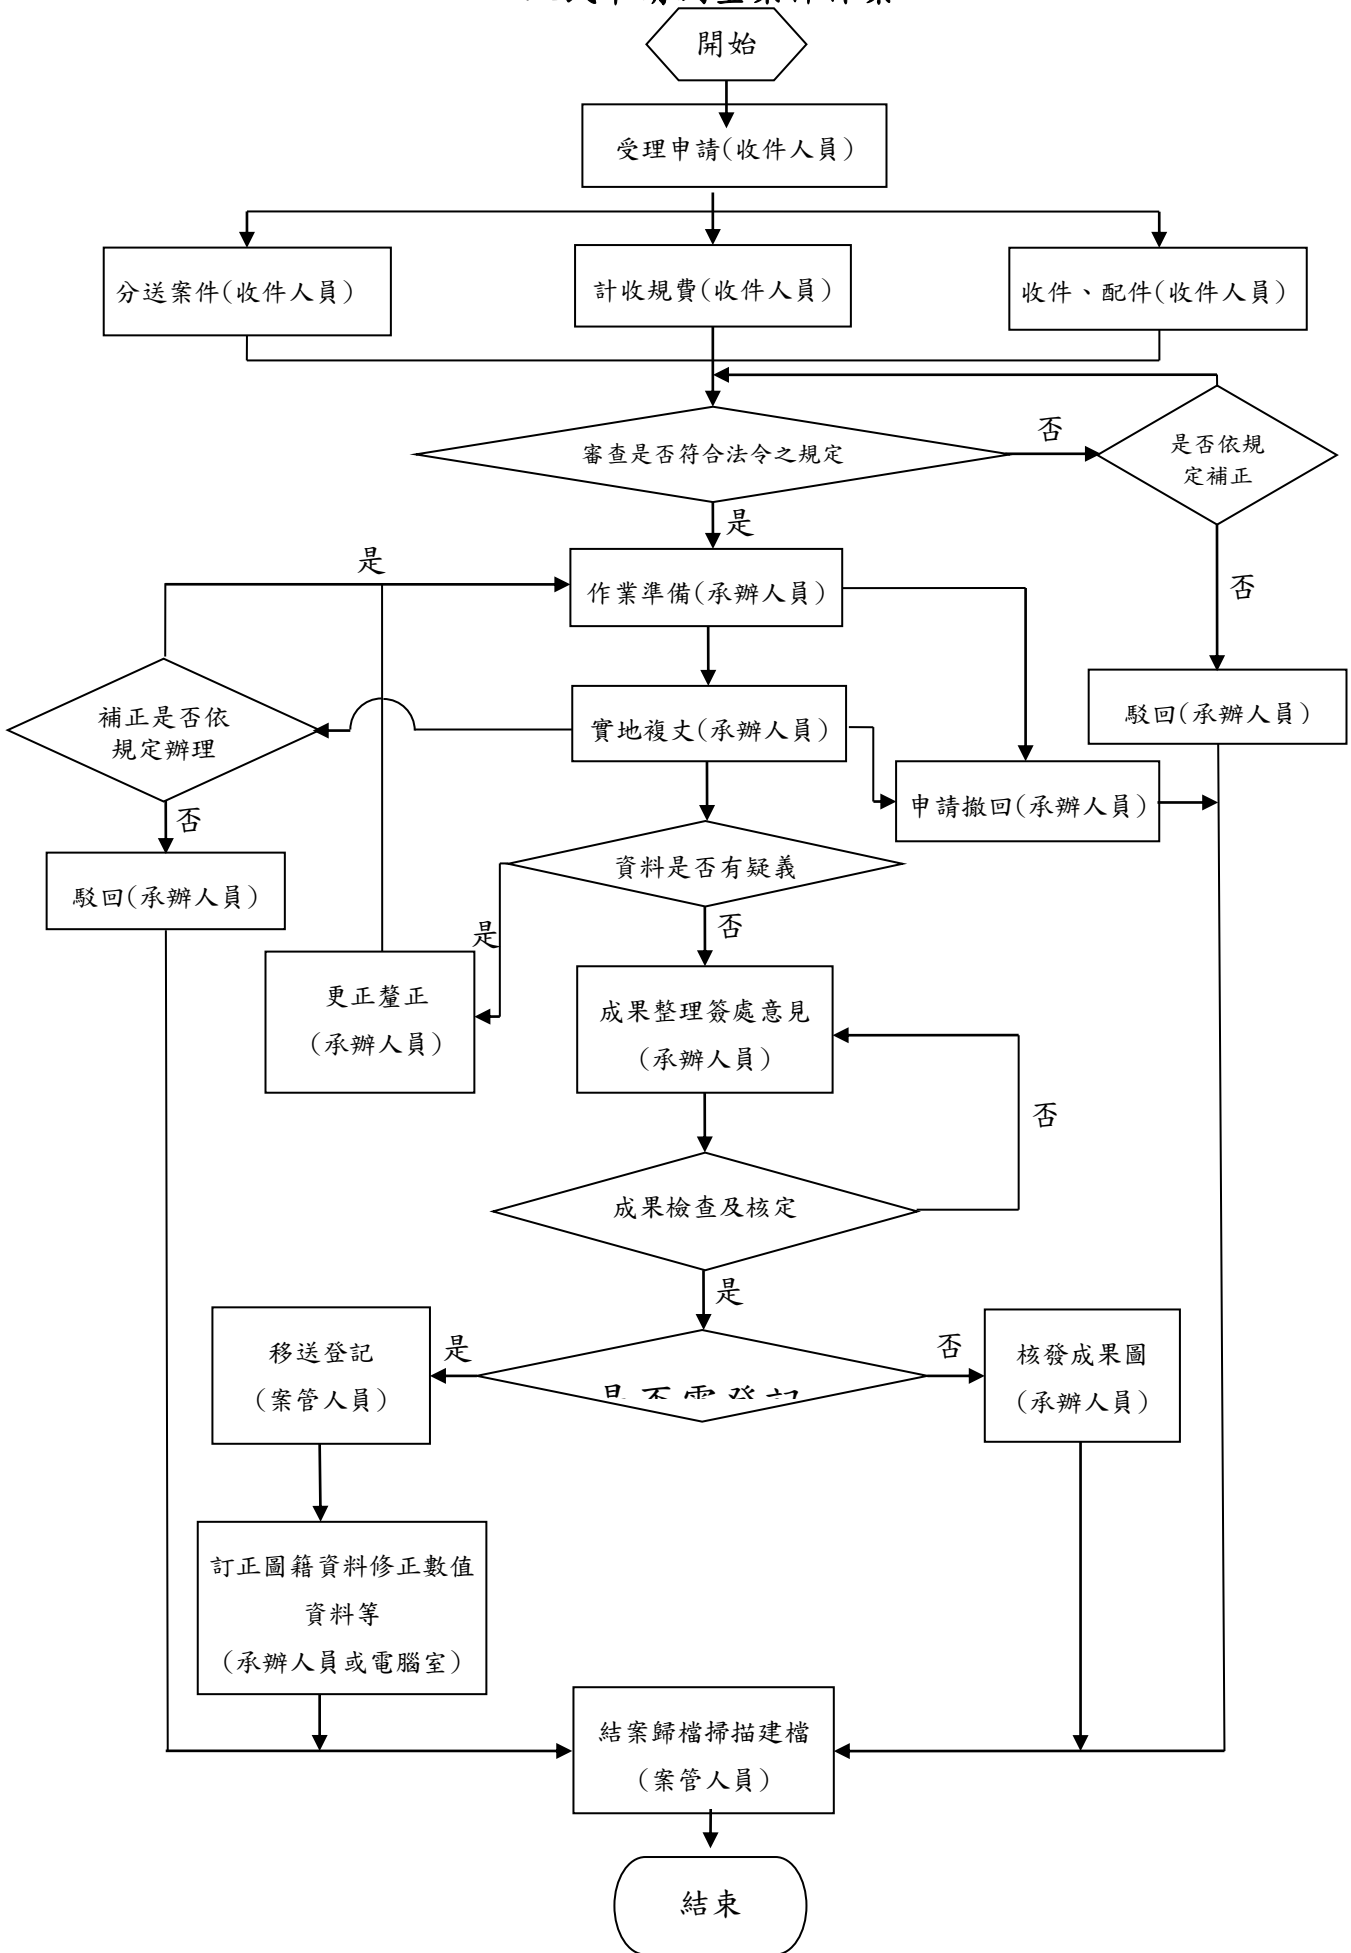 開始
受理申請(收件人員)
分送案件(收件人員)
計收規費(收件人員)
收件、配件(收件人員)
審查是否符合法令之規定
否
是否依規
定補正
是
是
作業準備(承辦人員)
否
補正是否依
規定辦理
實地複丈(承辦人員)
駁回(承辦人員)
申請撤回(承辦人員)
否
資料是否有疑義
駁回(承辦人員)
是
否
更正釐正
(承辦人員)
成果整理簽處意見
(承辦人員)
否
成果檢查及核定
是
移送登記
(案管人員)
是
否
核發成果圖
(承辦人員)
訂正圖籍資料修正數值
資料等
(承辦人員或電腦室)
結案歸檔掃描建檔
(案管人員)
結束